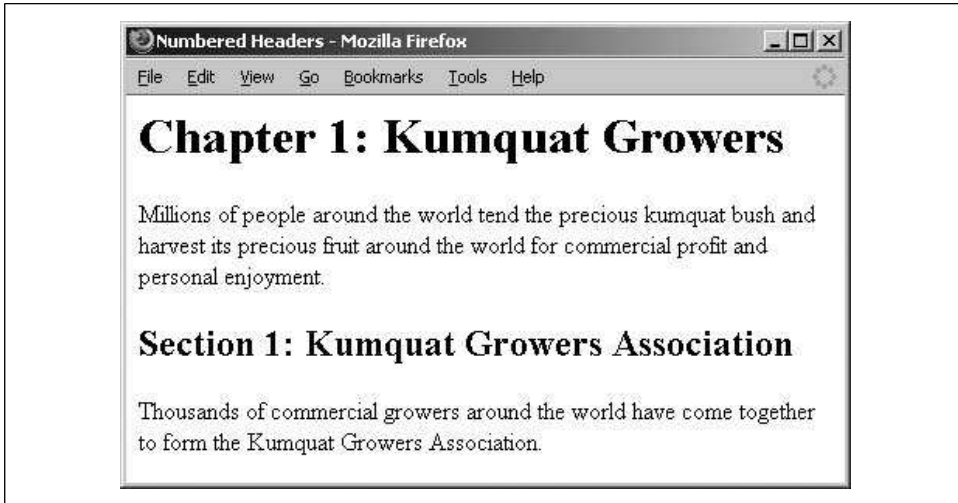 Numbered Headers - Mozilla Firefox
File Edit View Go Bookmarks Tools Help
Chapter 1: Kumquat Growers
Millions of people around the world tend the precious kumquat bush and
harvest its precious fruit around the world for commercial profit and
personal enjoyment.
Section 1: Kumquat Growers Association
Thousands of commercial growers around the world have come together
to form the Kumquat Growers Association.